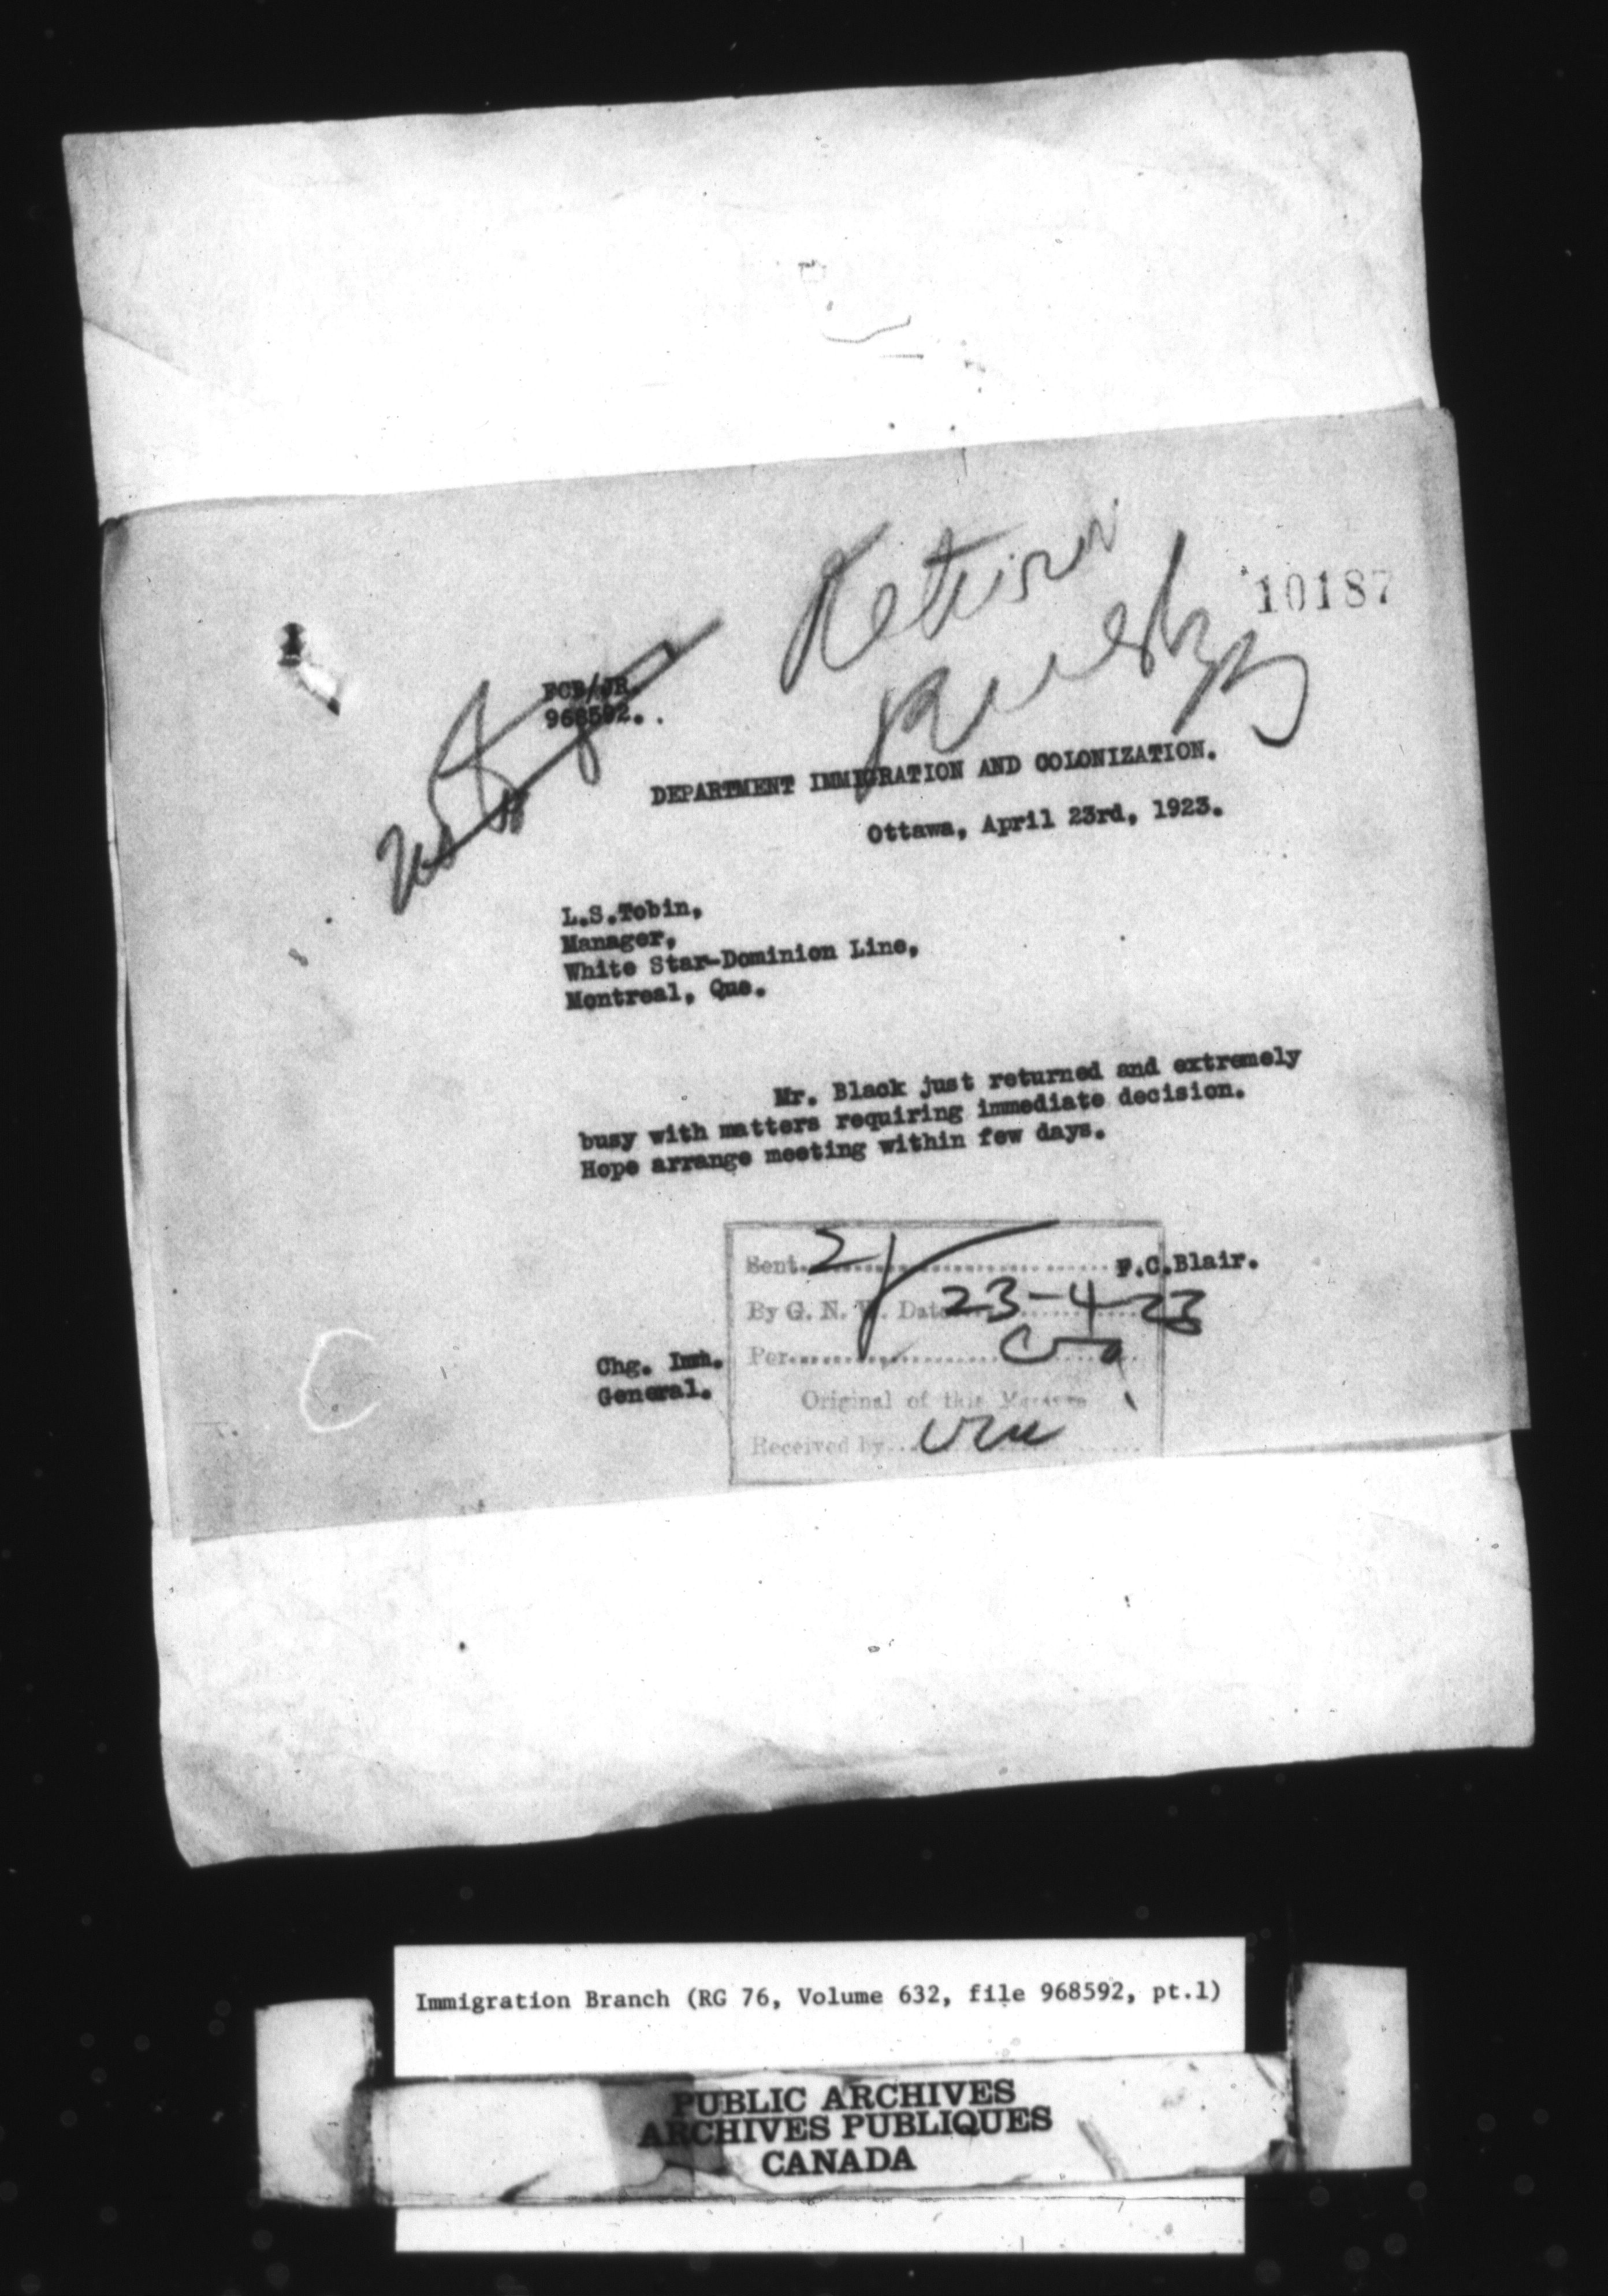 10187
FCB/JR.
968592..
DEPARTMENT IMMIGRATION AND COLONIZATION.
Ottawa, April 23rd, 1923.
L.S.Tobin,
Manager,
White Star-Dominion Line,
Montreal, Que.
Mr. Black just returned and extremely
busy with matters requiring immediate decision.
Hope arrange meeting within few days.
Sent
F.C.Blair.
By G. N. W. Date 23-4-23
Chg. Imm.
General.
Per
Original of this Message
Received by
Immigration Branch (RG 76, Volume 632, file 968592, pt.1)
PUBLIC ARCHIVES
ARCHIVES PUBLIQUES
CANADA